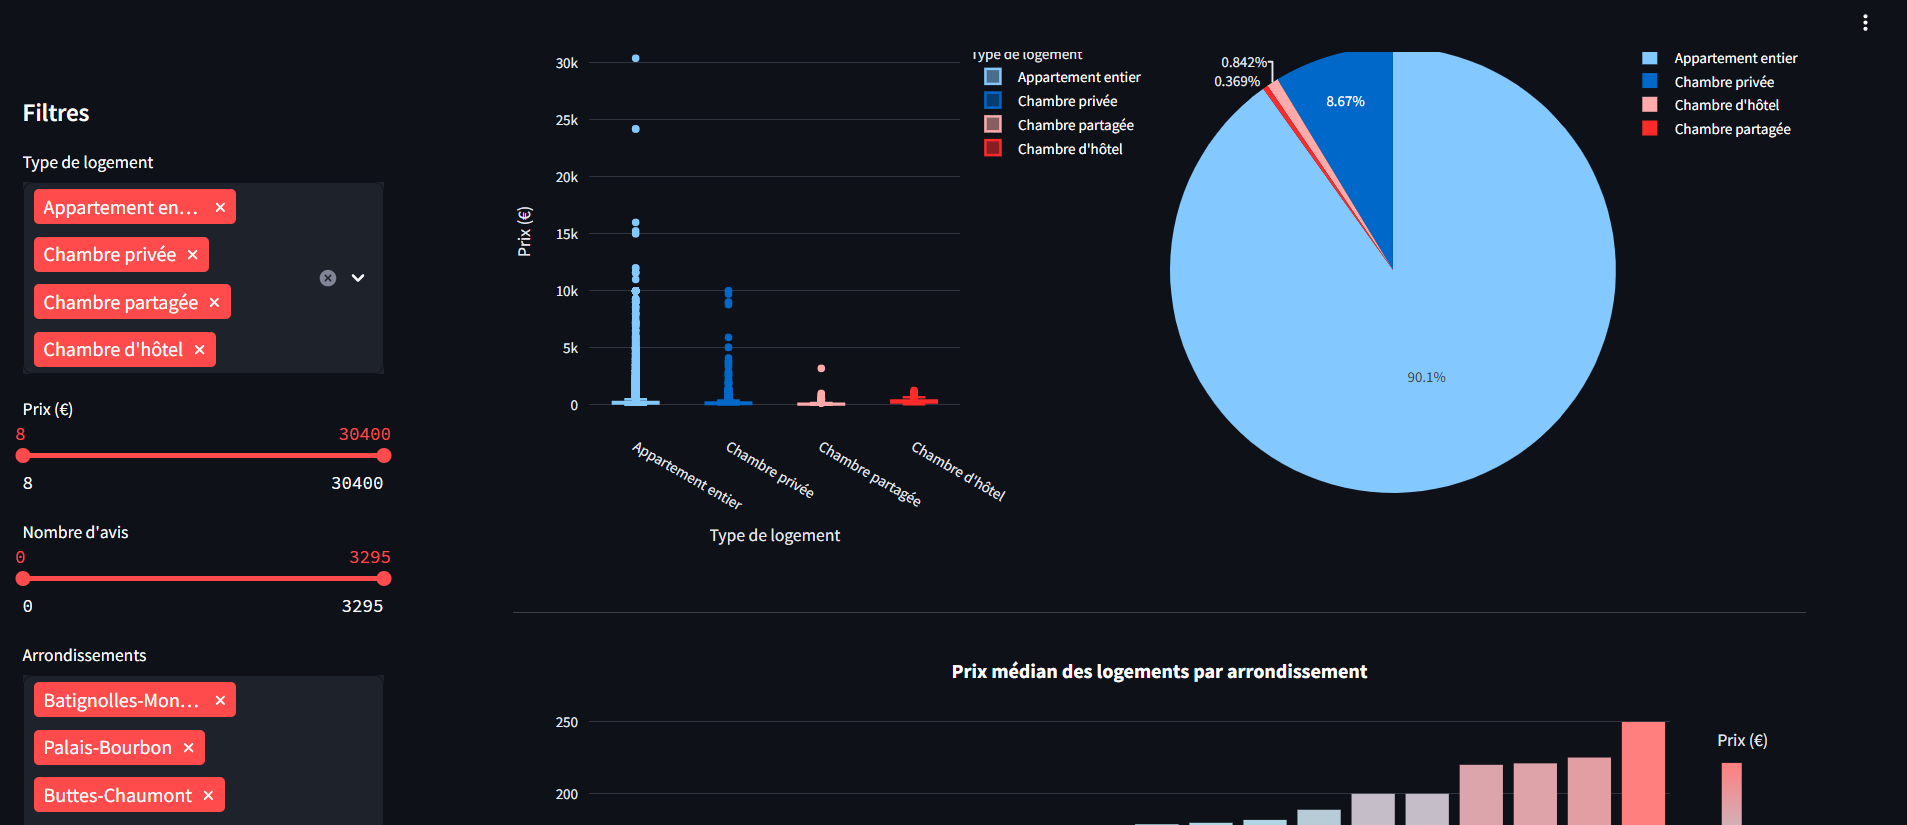 Filtres
Type de logement
Appartement en...
Chambre privée
Chambre partagée
Chambre d'hôtel
Prix (€)
8 30400
8 30400
Nombre d'avis
0 3295
0 3295
Arrondissements
Batignolles-Mon...
Palais-Bourbon
Buttes-Chaumont
30k
25k
20k
15k
10k
5k
0
Prix (€)
Appartement entier
Chambre privée
Chambre partagée
Chambre d'hôtel
Type de logement
Type de logement
Appartement entier
Chambre privée
Chambre partagée
Chambre d'hôtel
0.842%
0.369%
8.67%
90.1%
Appartement entier
Chambre privée
Chambre d'hôtel
Chambre partagée
Prix médian des logements par arrondissement
250
200
Prix (€)